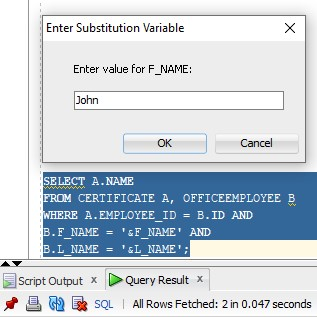 Enter Substitution Variable
Enter value for F_NAME:
John
OK Cancel
SELECT A.NAME
FROM CERTIFICATE A, OFFICEEMPLOYEE B
WHERE A.EMPLOYEE_ID = B.ID AND
B.F_NAME = '&F_NAME' AND
B.L_NAME = '&L_NAME';
Script Output x Query Result x
SQL | All Rows Fetched: 2 in 0.047 seconds